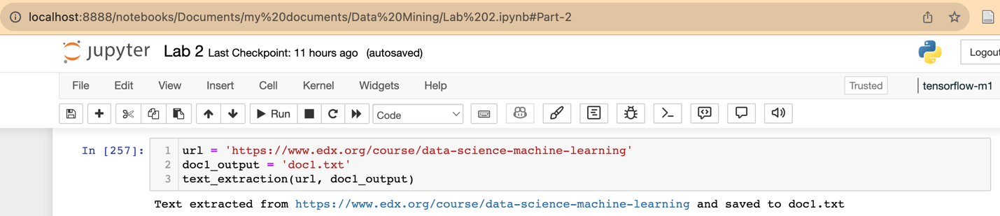 localhost:8888/notebooks/Documents/my%20documents/Data%20Mining/Lab%202.ipynb#Part-2
jupyter Lab 2 Last Checkpoint: 11 hours ago (autosaved)
Logout
File Edit View Insert Cell Kernel Widgets Help Trusted tensorflow-m1
Run Code
In [257]: 1 url = 'https://www.edx.org/course/data-science-machine-learning'
2 doc1_output = 'doc1.txt'
3 text_extraction(url, doc1_output)
Text extracted from https://www.edx.org/course/data-science-machine-learning and saved to doc1.txt